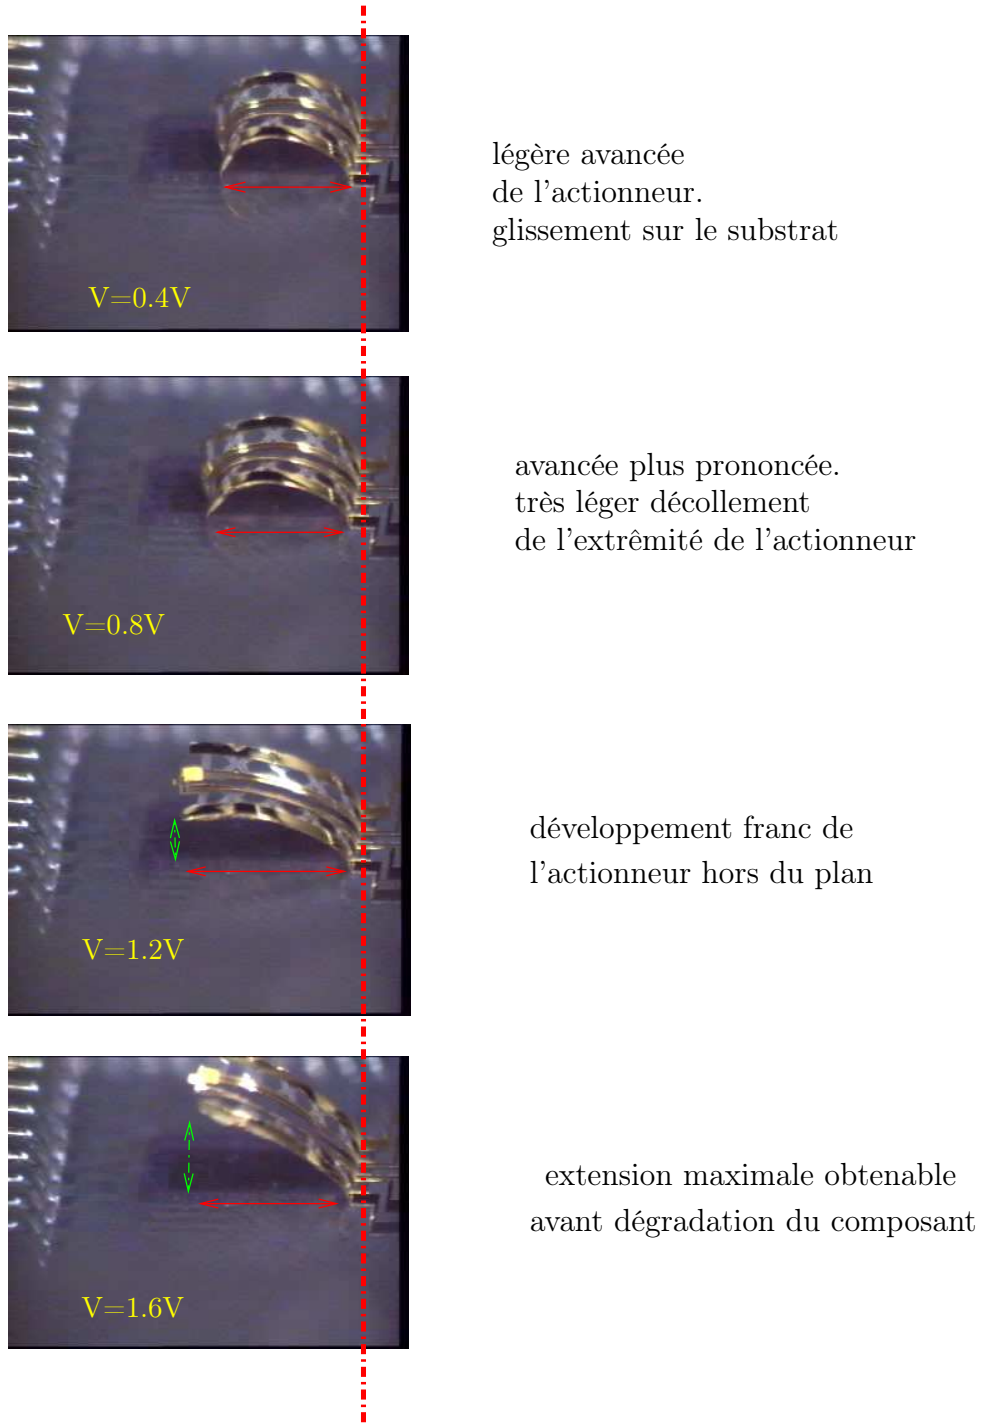 légère avancée
de l'actionneur.
glissement sur le substrat
V=0.4V
avancée plus prononcée.
très léger décollement
de l'extrêmité de l'actionneur
V=0.8V
développement franc de
l'actionneur hors du plan
V=1.2V
extension maximale obtenable
avant dégradation du composant
V=1.6V